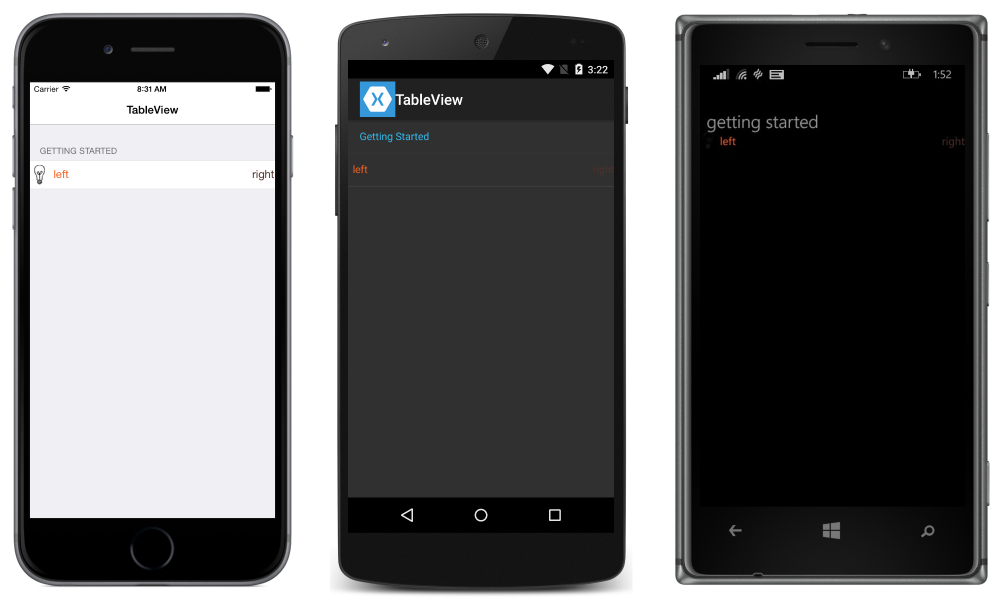 Carrier 8:31 AM
TableView
GETTING STARTED
left right
3:22
TableView
Getting Started
left right
1:52
getting started
left right